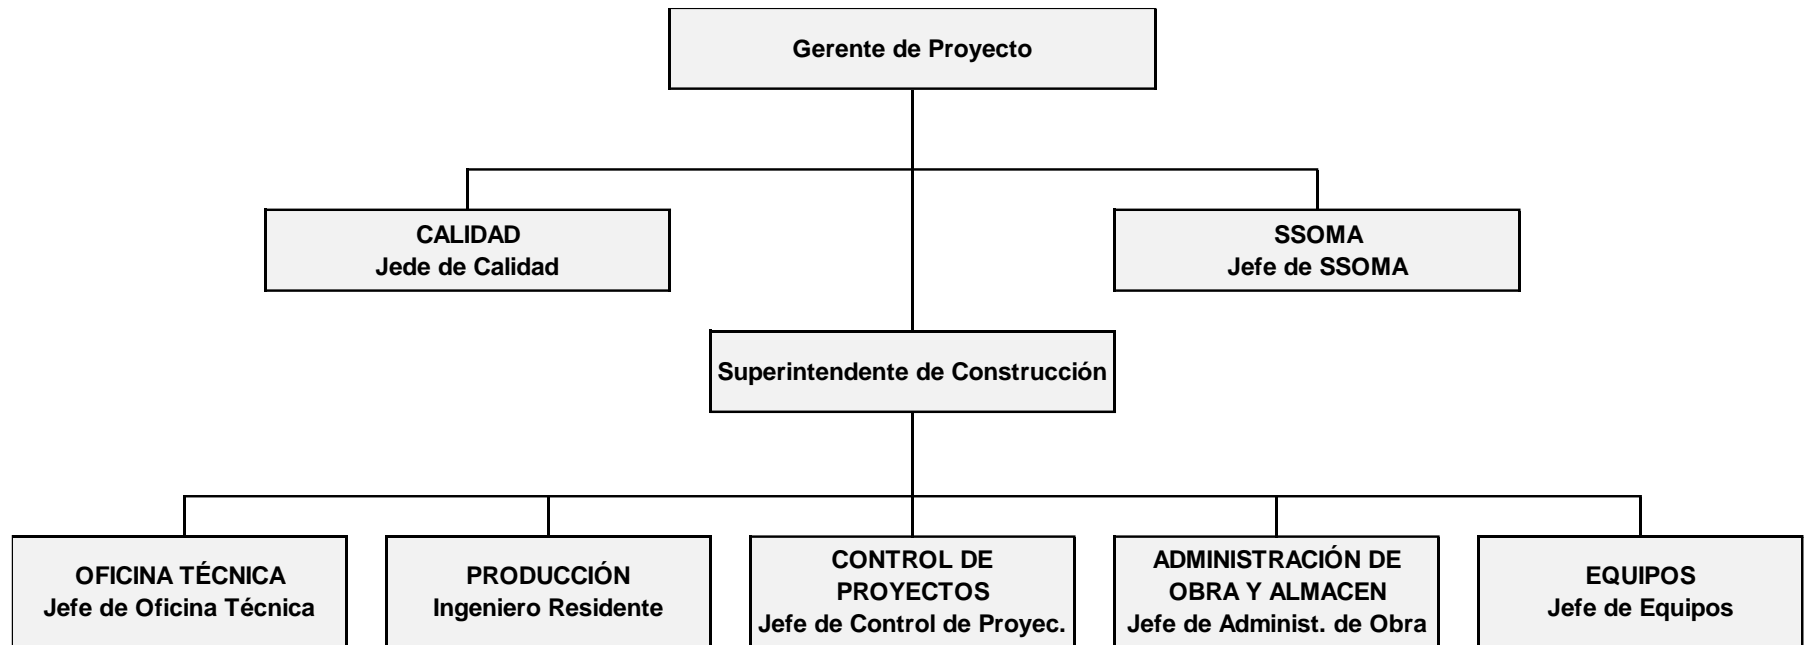 Gerente de Proyecto
CALIDAD
Jede de Calidad
SSOMA
Jefe de SSOMA
Superintendente de Construcción
OFICINA TÉCNICA
Jefe de Oficina Técnica
PRODUCCIÓN
Ingeniero Residente
CONTROL DE
PROYECTOS
Jefe de Control de Proyec.
ADMINISTRACIÓN DE
OBRA Y ALMACEN
Jefe de Administ. de Obra
EQUIPOS
Jefe de Equipos